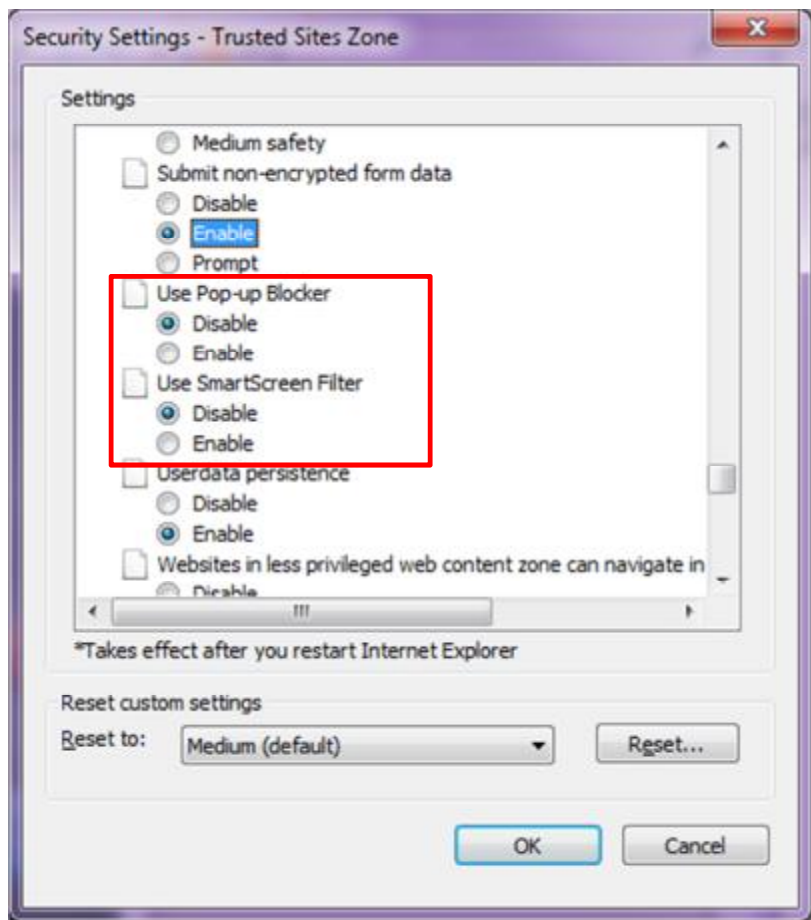 Security Settings - Trusted Sites Zone
Settings
Medium safety
Submit non-encrypted form data
Disable
Enable
Prompt
Use Pop-up Blocker
Disable
Enable
Use SmartScreen Filter
Disable
Enable
Userdata persistence
Disable
Enable
Websites in less privileged web content zone can navigate in
Disable
*Takes effect after you restart Internet Explorer
Reset custom settings
Reset to: Medium (default) Reset...
OK Cancel